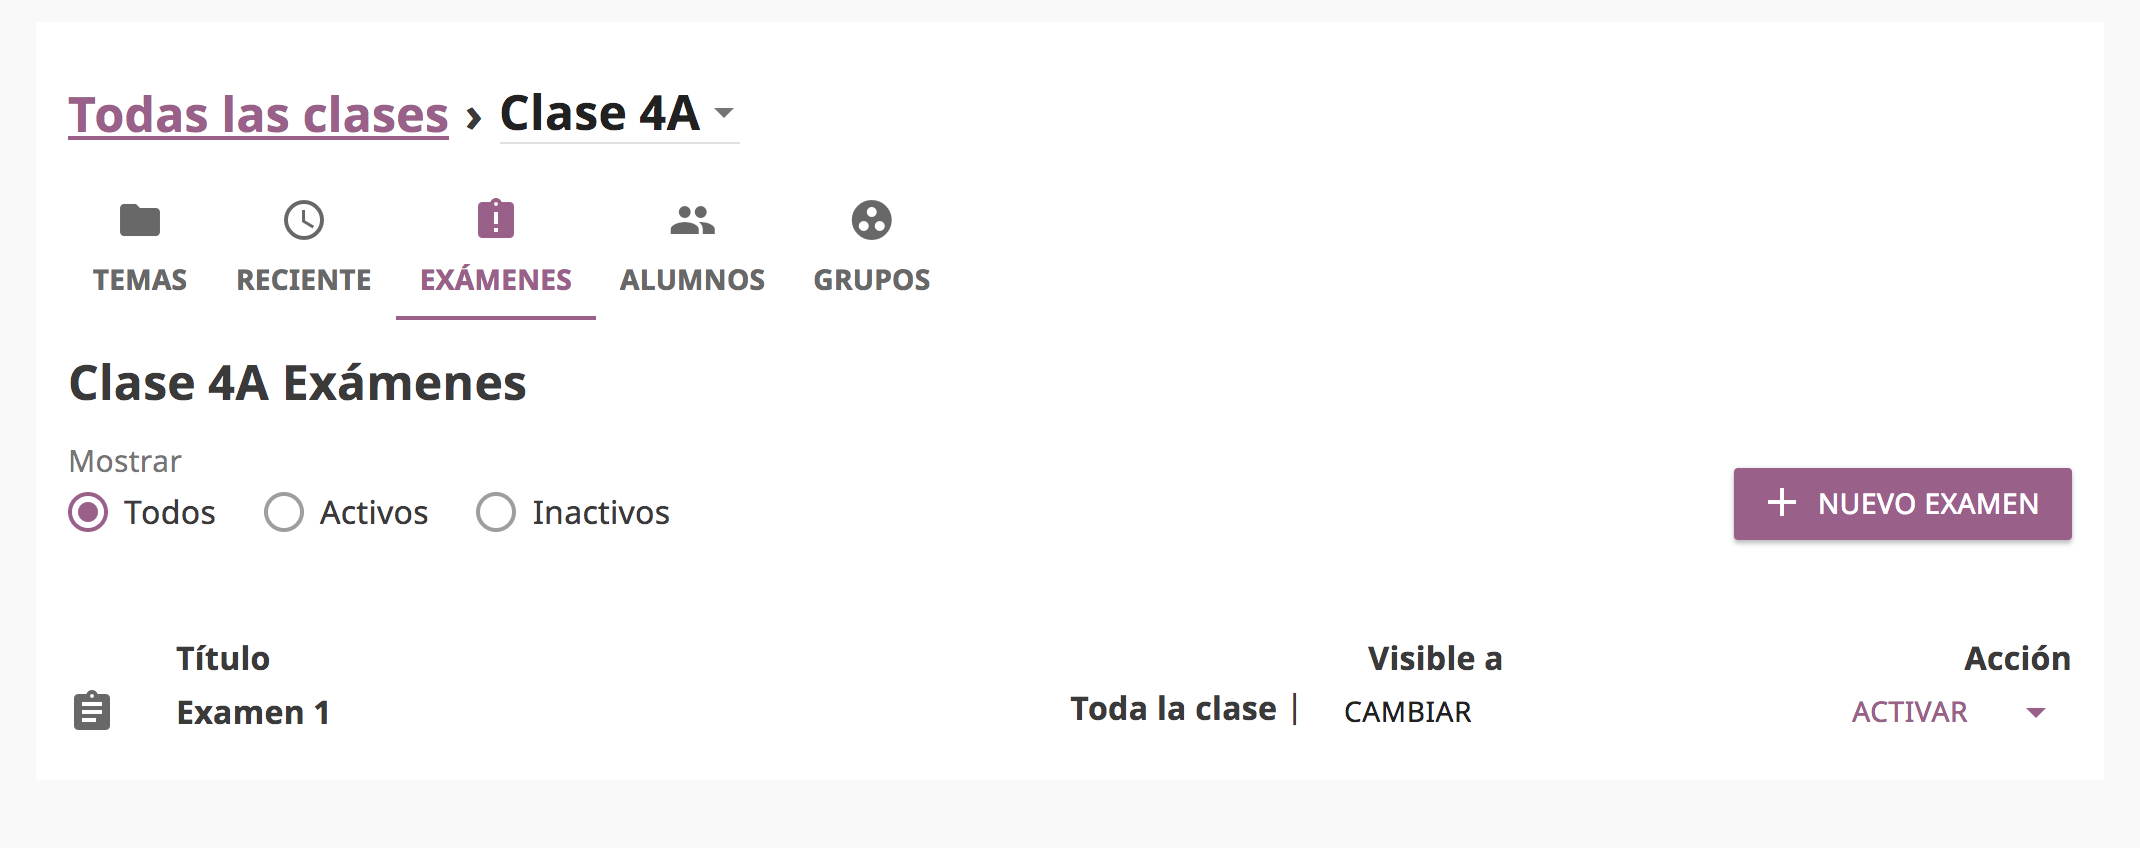 Todas las clases › Clase 4A
TEMAS RECIENTE EXÁMENES ALUMNOS GRUPOS
Clase 4A Exámenes
Mostrar
Todos Activos Inactivos
NUEVO EXAMEN
Título Visible a Acción
Examen 1 Toda la clase | CAMBIAR ACTIVAR